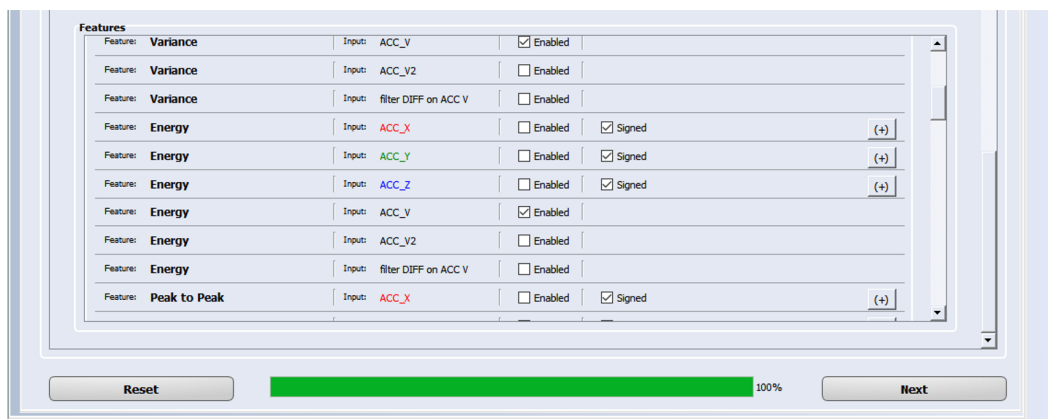 Features
Feature: Variance Input: ACC_V Enabled
Feature: Variance Input: ACC_V2 Enabled
Feature: Variance Input: filter DIFF on ACC V Enabled
Feature: Energy Input: ACC_X Enabled Signed (+)
Feature: Energy Input: ACC_Y Enabled Signed (+)
Feature: Energy Input: ACC_Z Enabled Signed (+)
Feature: Energy Input: ACC_V Enabled
Feature: Energy Input: ACC_V2 Enabled
Feature: Energy Input: filter DIFF on ACC V Enabled
Feature: Peak to Peak Input: ACC_X Enabled Signed (+)
Reset 100% Next